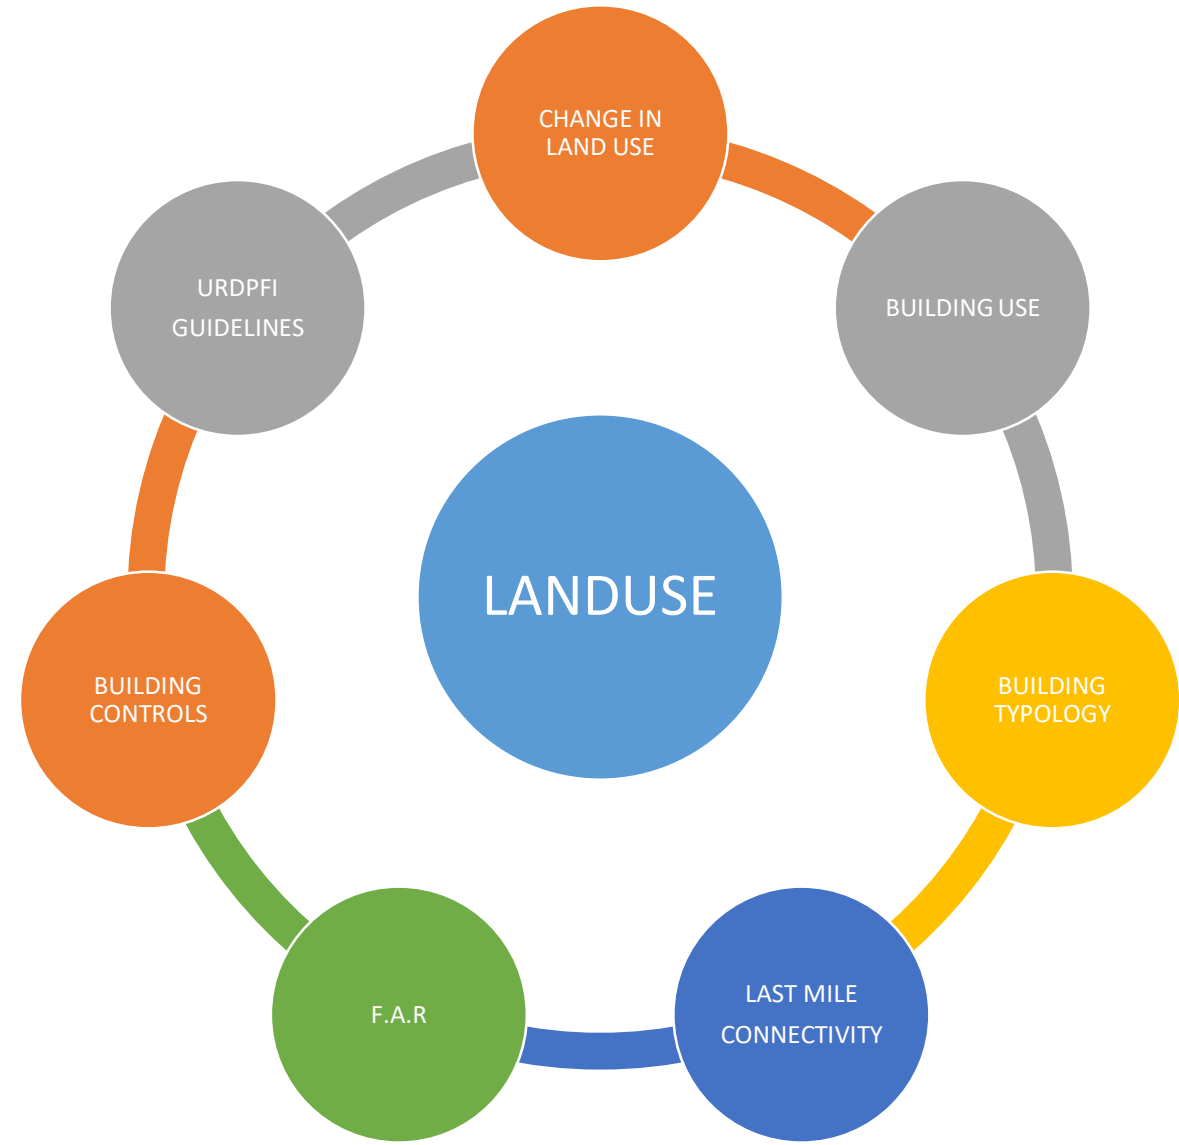 CHANGE IN
LAND USE
BUILDING USE
BUILDING
TYPOLOGY
LAST MILE
CONNECTIVITY
F.A.R
BUILDING
CONTROLS
URDPFI
GUIDELINES
LANDUSE